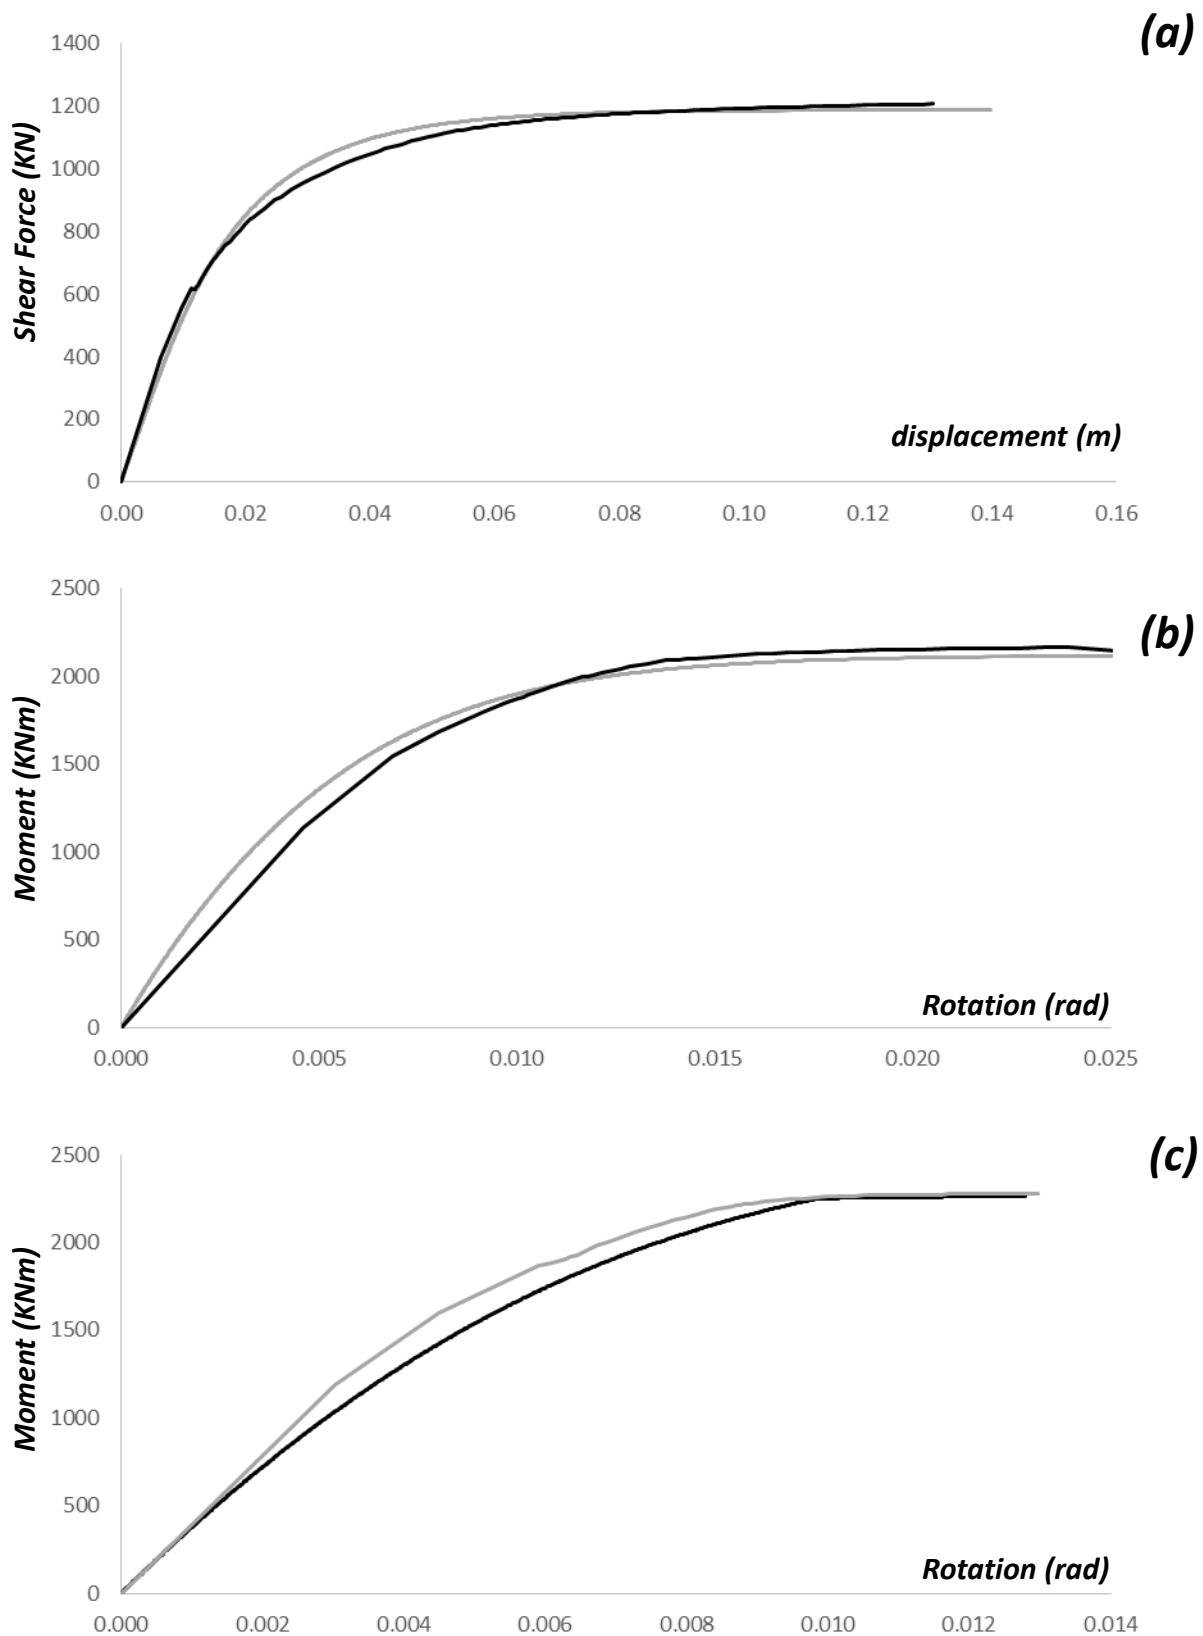 (a)
1400
1200
1000
800
600
400
200
0
Shear Force (KN)
displacement (m)
0.00 0.02 0.04 0.06 0.08 0.10 0.12 0.14 0.16
(b)
2500
2000
1500
1000
500
0
Moment (KNm)
Rotation (rad)
0.000 0.005 0.010 0.015 0.020 0.025
(c)
2500
2000
1500
1000
500
0
Moment (KNm)
Rotation (rad)
0.000 0.002 0.004 0.006 0.008 0.010 0.012 0.014